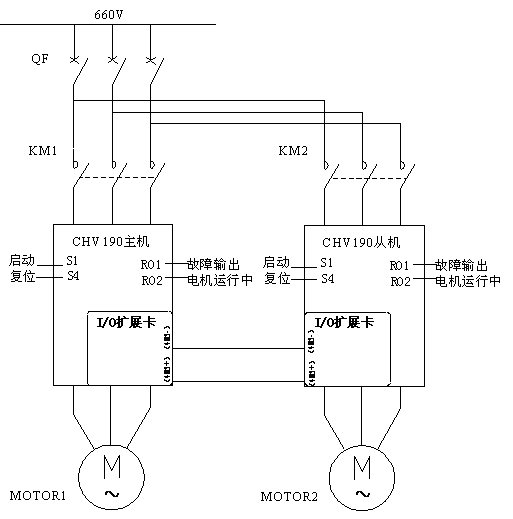 660V
QF
KM1
KM2
CHV190主机
CHV190从机
启动
S1
复位
S4
RO1
故障输出
RO2
电机运行中
启动
S1
复位
S4
RO1
故障输出
RO2
电机运行中
I/O扩展卡
I/O扩展卡
M
~
M
~
MOTOR1
MOTOR2